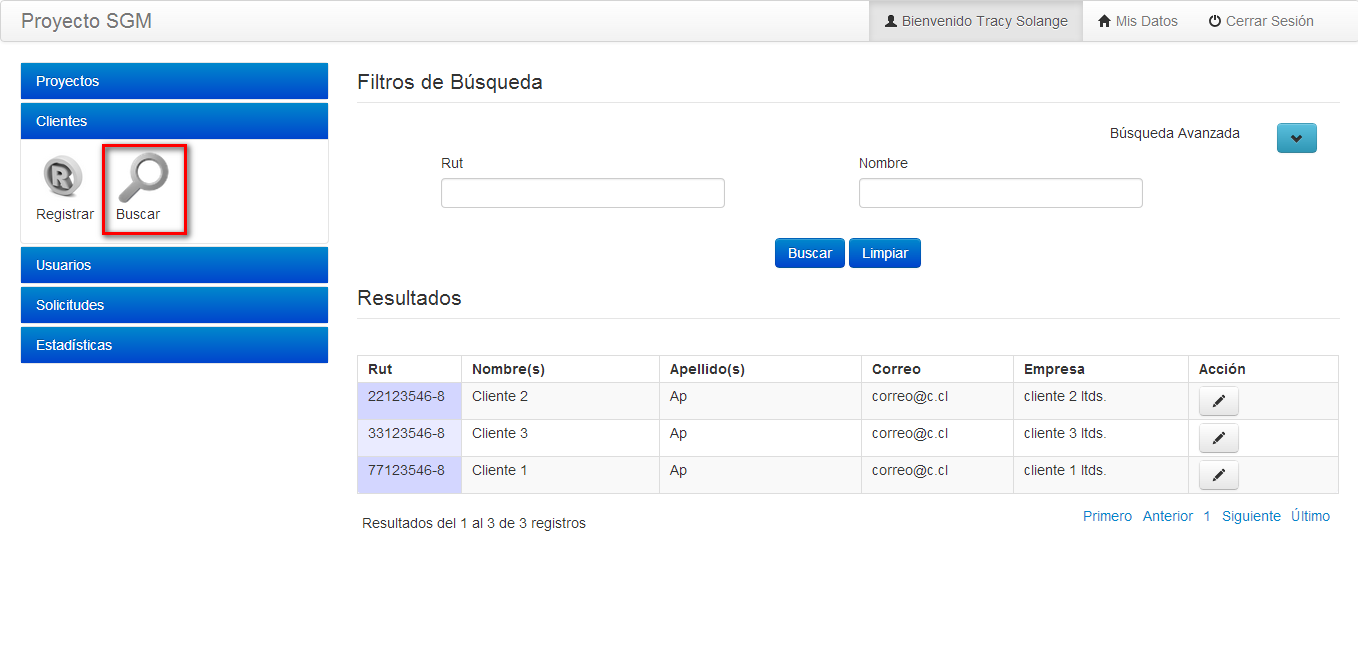 Proyecto SGM
Bienvenido Tracy Solange Mis Datos Cerrar Sesión
Proyectos
Clientes
Registrar Buscar
Usuarios
Solicitudes
Estadísticas
Filtros de Búsqueda
Búsqueda Avanzada
Rut Nombre
Buscar Limpiar
Resultados
Rut Nombre(s) Apellido(s) Correo Empresa Acción
22123546-8 Cliente 2 Ap correo@c.cl cliente 2 ltds.
33123546-8 Cliente 3 Ap correo@c.cl cliente 3 ltds.
77123546-8 Cliente 1 Ap correo@c.cl cliente 1 ltds.
Resultados del 1 al 3 de 3 registros
Primero Anterior 1 Siguiente Último